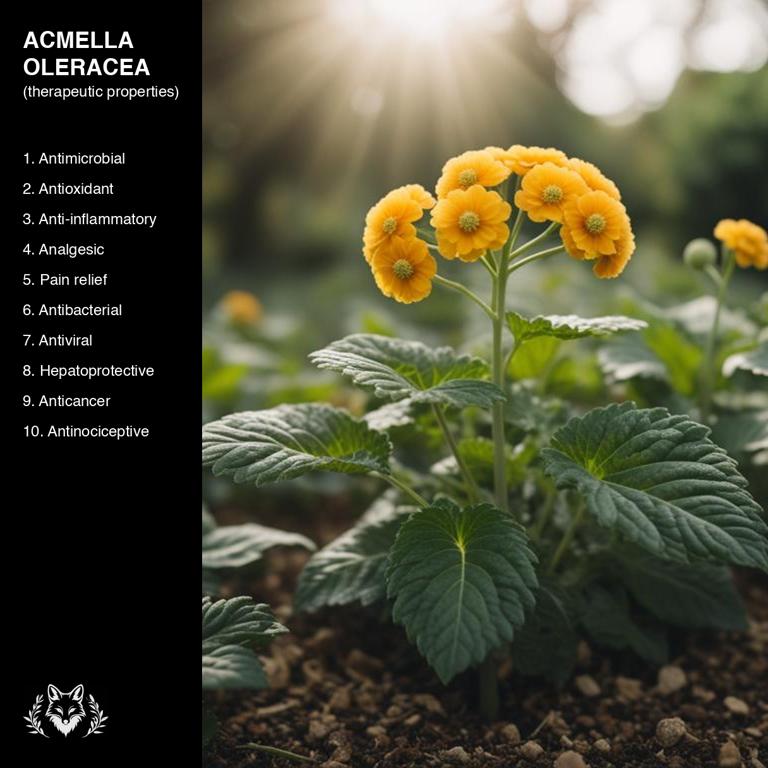 ACMELLA
OLERACEA
(therapeutic properties)
1. Antimicrobial
2. Antioxidant
3. Anti-inflammatory
4. Analgesic
5. Pain relief
6. Antibacterial
7. Antiviral
8. Hepatoprotective
9. Anticancer
10. Antinociceptive